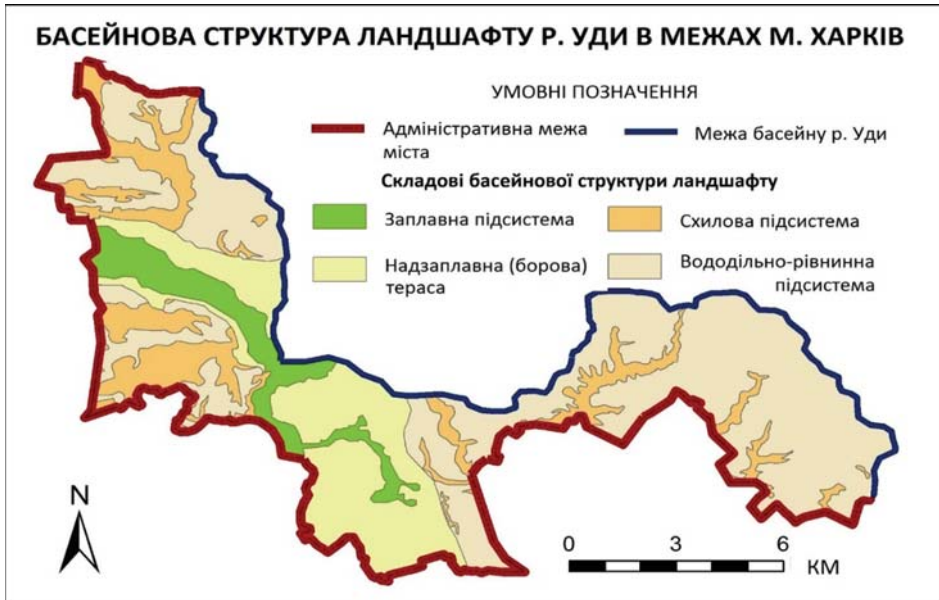 БАСЕЙНОВА СТРУКТУРА ЛАНДШАФТУ Р. УДИ В МЕЖАХ М. ХАРКІВ
УМОВНІ ПОЗНАЧЕННЯ
Адміністративна межа
міста
Межа басейну р. Уди
Складові басейнової структури ландшафту
Заплавна підсистема
Схилова підсистема
Надзаплавна (борова)
тераса
Вододільно-рівнинна
підсистема
N
0 3 6
КМ